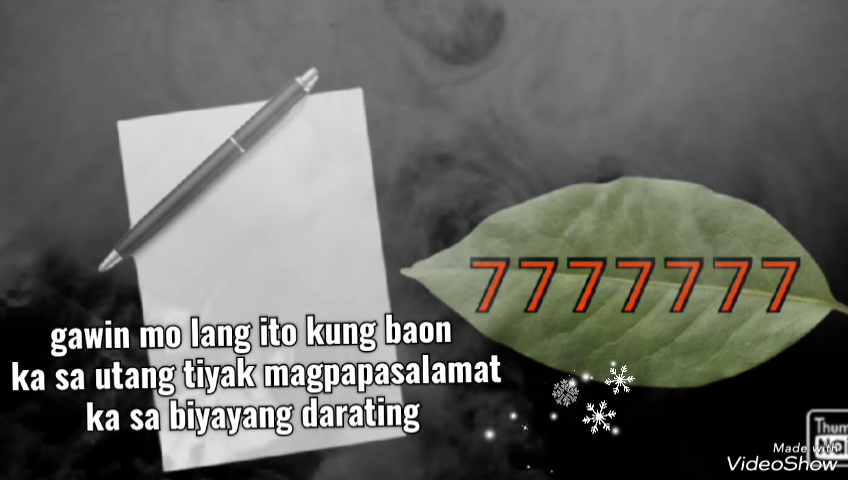 7777777
gawin mo lang ito kung baon
ka sa utang tiyak magpapasalamat
ka sa biyayang darating
Made with
VideoShow